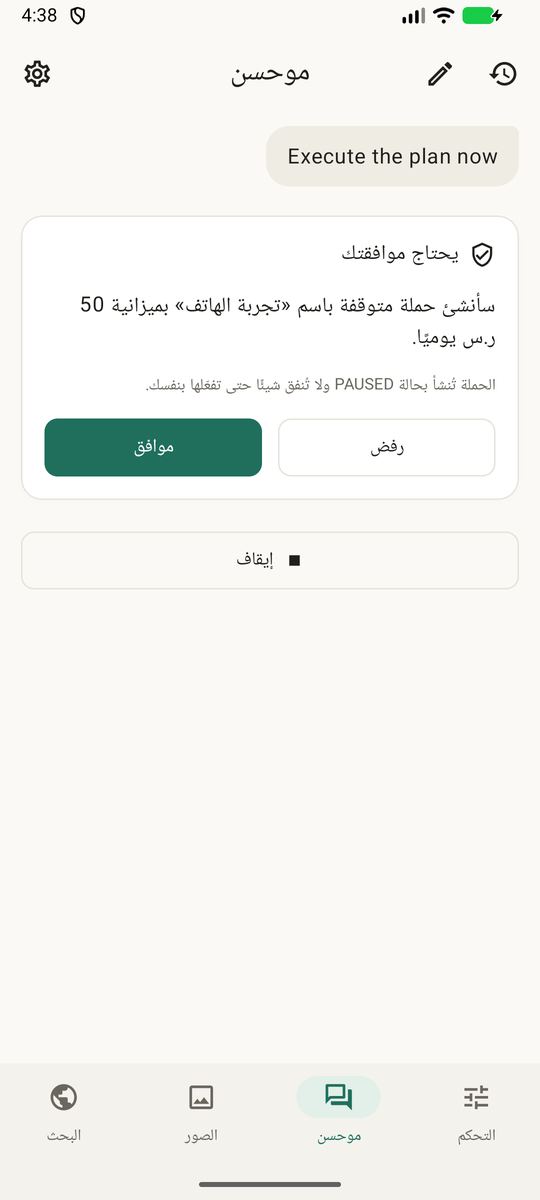 4:38
موحسن
Execute the plan now
يحتاج موافقتك
سأنشئ حملة متوقفة باسم «تجربة الهاتف» بميزانية 50
ر.س يوميًا.
الحملة تُنشأ بحالة PAUSED ولا تُنفق شيئًا حتى تفعّلها بنفسك.
رفض
موافق
إيقاف
التحكم
موحسن
الصور
البحث